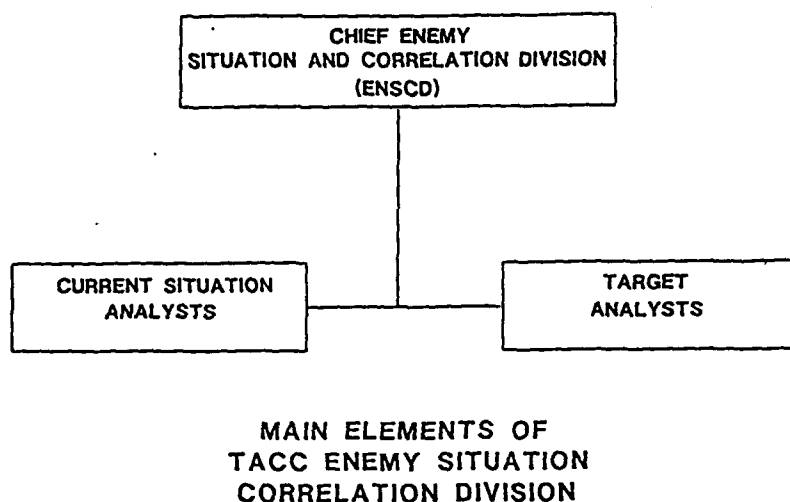 CHIEF ENEMY
SITUATION AND CORRELATION DIVISION
(ENSCD)
CURRENT SITUATION
ANALYSTS
TARGET
ANALYSTS
MAIN ELEMENTS OF
TACC ENEMY SITUATION
CORRELATION DIVISION